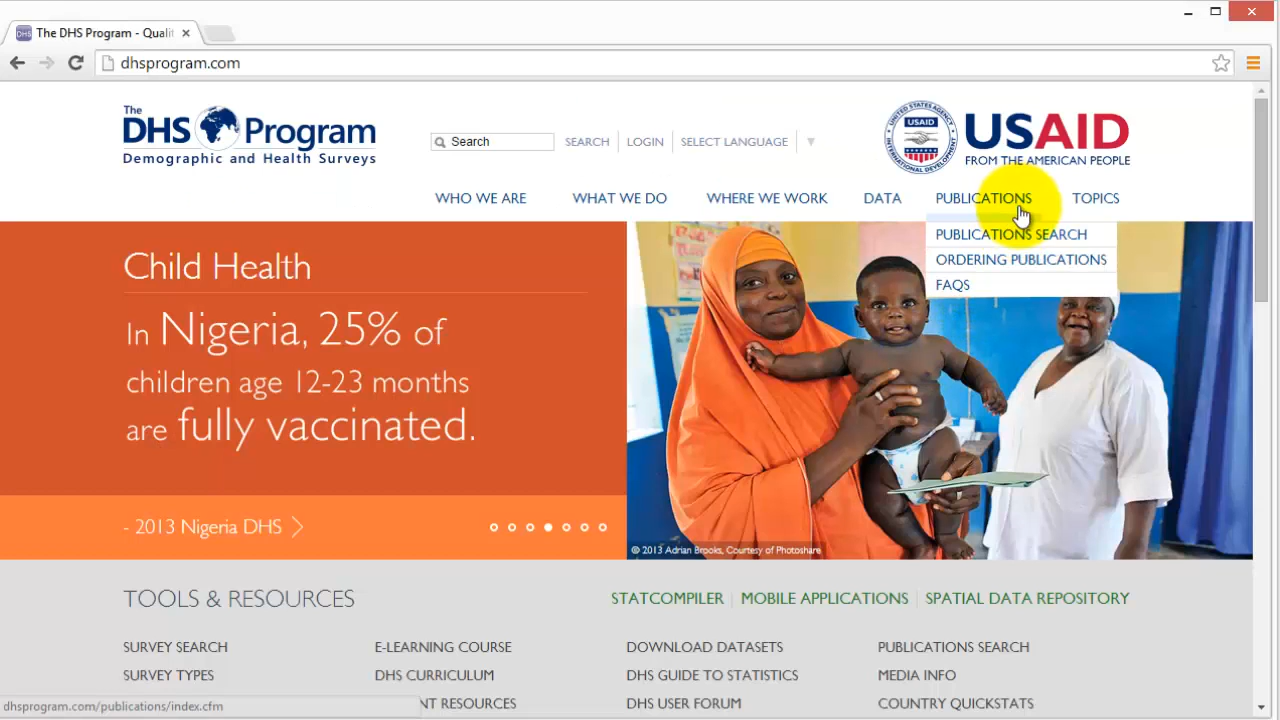 The DHS Program - Qualit
dhsprogram.com
The
DHS Program
Demographic and Health Surveys
Search
SEARCH
LOGIN
SELECT LANGUAGE
USAID
USAID
FROM THE AMERICAN PEOPLE
WHO WE ARE
WHAT WE DO
WHERE WE WORK
DATA
PUBLICATIONS
TOPICS
PUBLICATIONS SEARCH
ORDERING PUBLICATIONS
FAQS
Child Health
In Nigeria, 25% of
children age 12-23 months
are fully vaccinated.
- 2013 Nigeria DHS
© 2013 Adrian Brooks, Courtesy of Photoshare
TOOLS & RESOURCES
STATCOMPILER
MOBILE APPLICATIONS
SPATIAL DATA REPOSITORY
SURVEY SEARCH
E-LEARNING COURSE
DOWNLOAD DATASETS
PUBLICATIONS SEARCH
SURVEY TYPES
DHS CURRICULUM
DHS GUIDE TO STATISTICS
MEDIA INFO
NT RESOURCES
DHS USER FORUM
COUNTRY QUICKSTATS
dhsprogram.com/publications/index.cfm